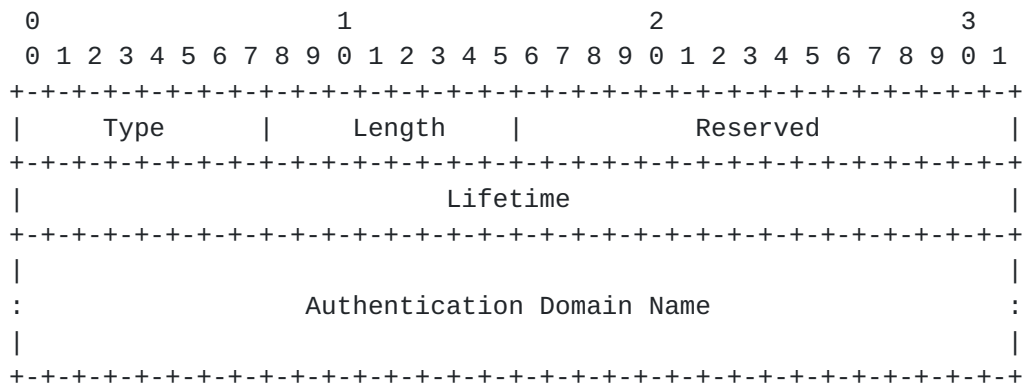 0                   1                   2                   3
0 1 2 3 4 5 6 7 8 9 0 1 2 3 4 5 6 7 8 9 0 1 2 3 4 5 6 7 8 9 0 1
+-+-+-+-+-+-+-+-+-+-+-+-+-+-+-+-+-+-+-+-+-+-+-+-+-+-+-+-+-+-+-+-+
|     Type      |     Length    |           Reserved            |
+-+-+-+-+-+-+-+-+-+-+-+-+-+-+-+-+-+-+-+-+-+-+-+-+-+-+-+-+-+-+-+-+
|                           Lifetime                            |
+-+-+-+-+-+-+-+-+-+-+-+-+-+-+-+-+-+-+-+-+-+-+-+-+-+-+-+-+-+-+-+-+
|                                                               |
:                  Authentication Domain Name                   :
|                                                               |
+-+-+-+-+-+-+-+-+-+-+-+-+-+-+-+-+-+-+-+-+-+-+-+-+-+-+-+-+-+-+-+-+